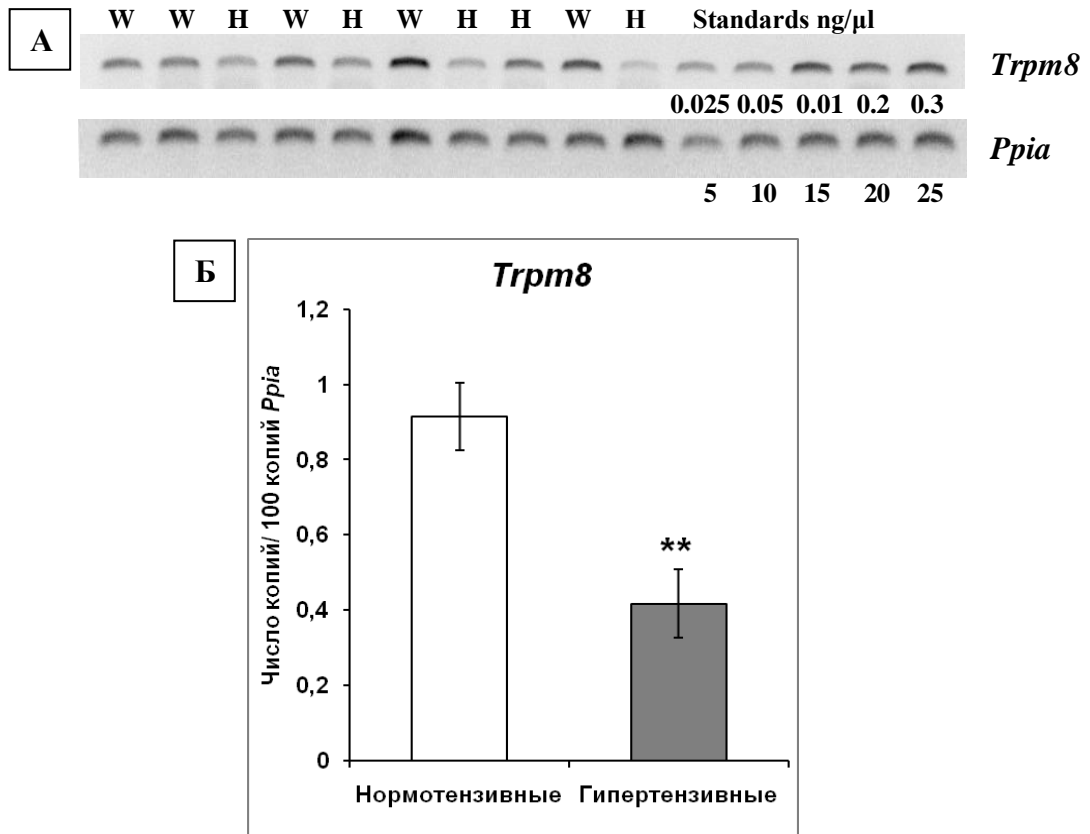 А
W W H W H W H H W H Standards ng/µl
Trpm8
0.025 0.05 0.01 0.2 0.3
Ppia
5 10 15 20 25
Б
Trpm8
Число копий/ 100 копий Ppia
1,2
1
0,8
0,6
0,4
0,2
0
**
Нормотензивные Гипертензивные